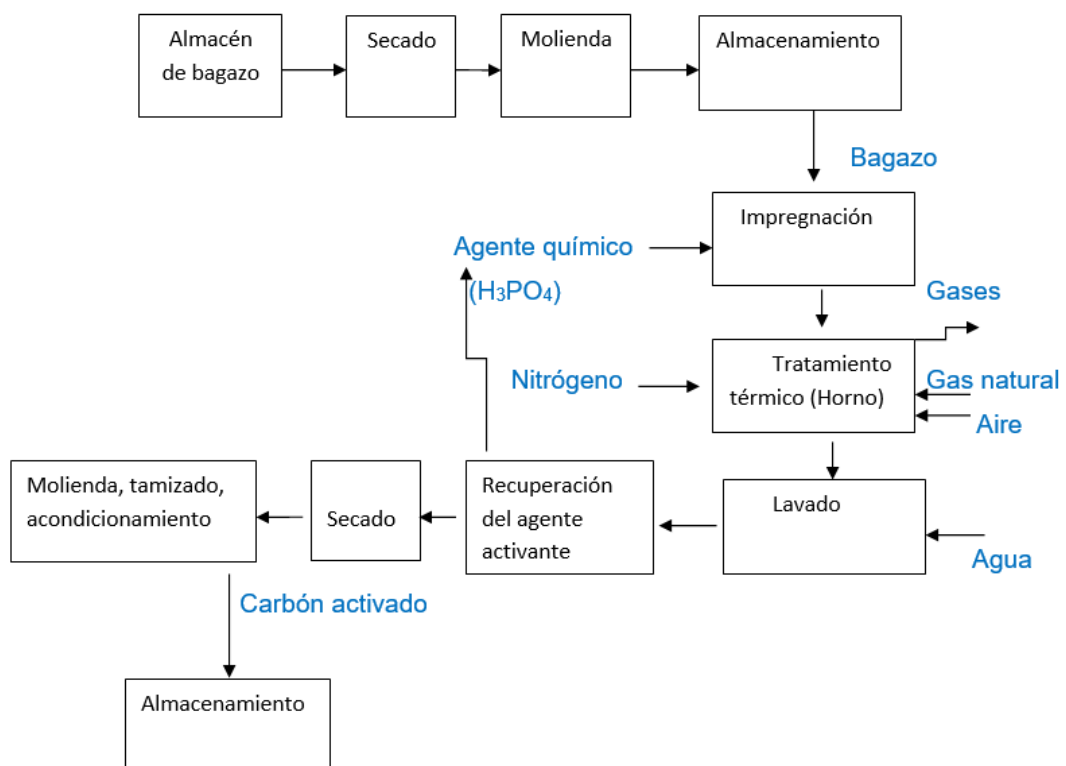 Almacén
de bagazo
Secado
Molienda
Almacenamiento
Bagazo
Impregnación
Agente químico
(H₃PO₄)
Gases
Tratamiento
térmico (Horno)
Nitrógeno
Gas natural
Aire
Lavado
Agua
Recuperación
del agente
activante
Secado
Molienda, tamizado,
acondicionamiento
Carbón activado
Almacenamiento